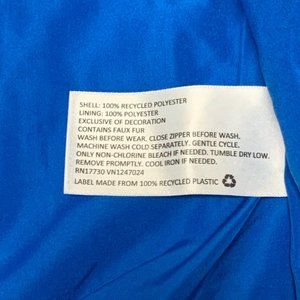 SHELL: 100% RECYCLED POLYESTER
LINING: 100% POLYESTER
EXCLUSIVE OF DECORATION
CONTAINS FAUX FUR
WASH BEFORE WEAR. CLOSE ZIPPER BEFORE WASH.
MACHINE WASH COLD SEPARATELY. GENTLE CYCLE.
ONLY NON-CHLORINE BLEACH IF NEEDED. TUMBLE DRY LOW.
REMOVE PROMPTLY. COOL IRON IF NEEDED.
RN17730 VN1247024
LABEL MADE FROM 100% RECYCLED PLASTIC